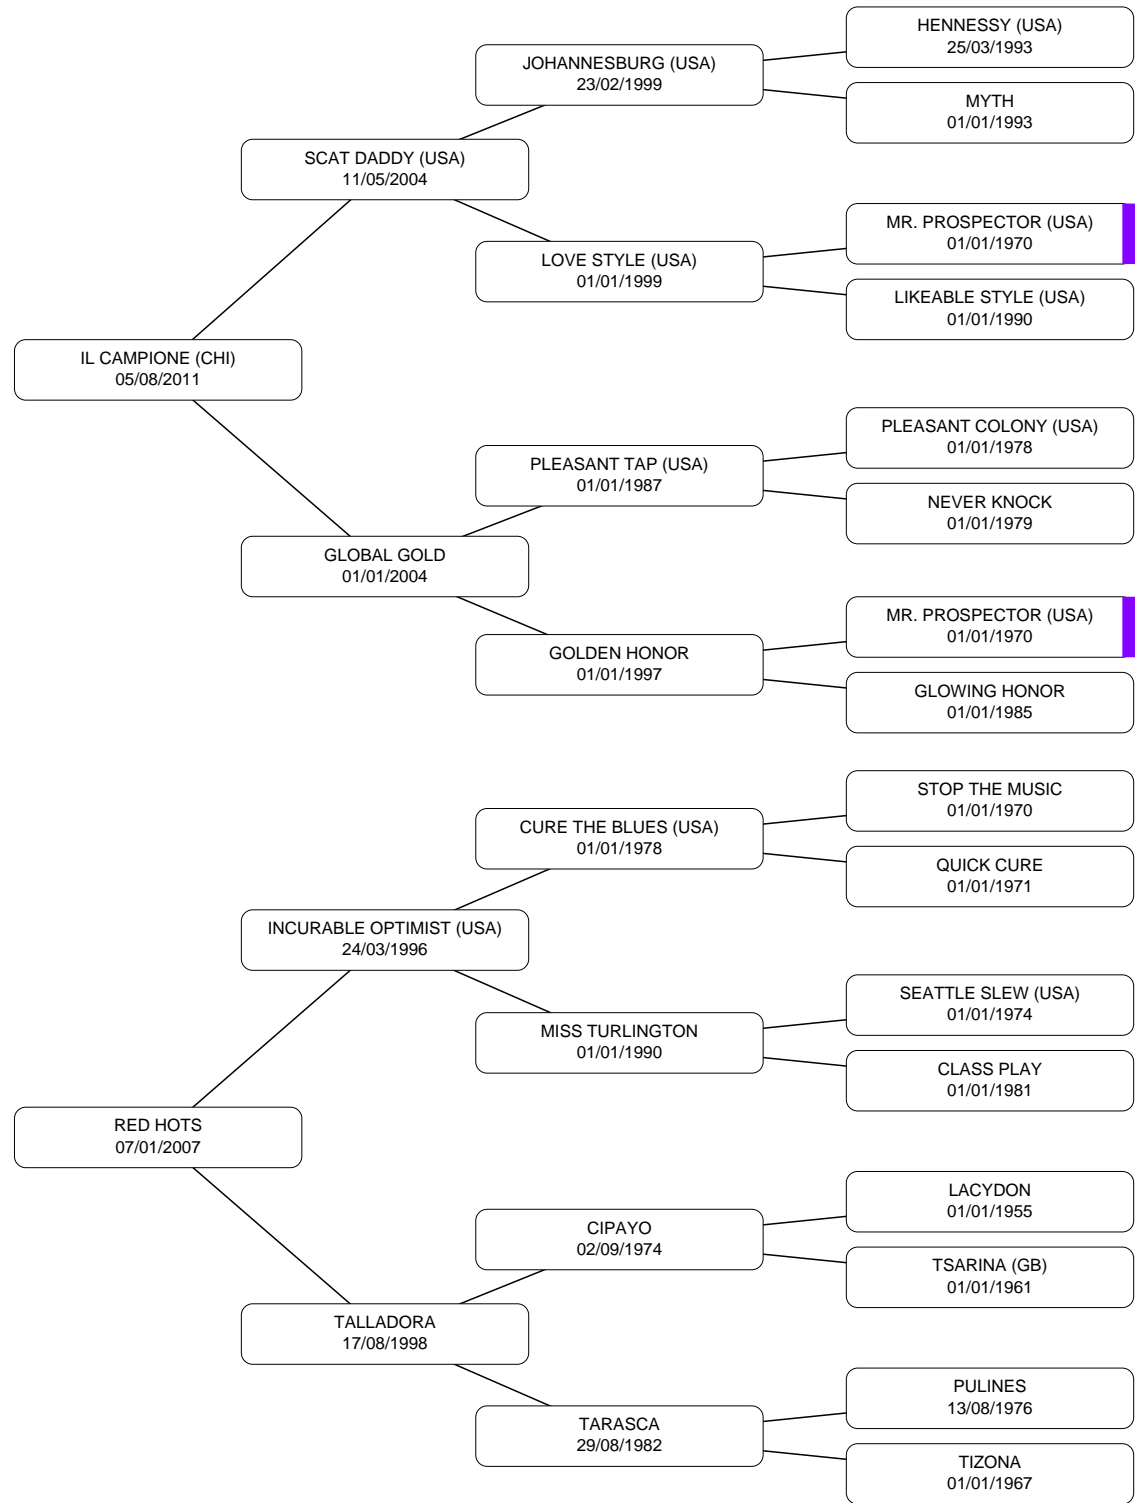 HENNESSY (USA)
25/03/1993
JOHANNESBURG (USA)
23/02/1999
MYTH
01/01/1993
SCAT DADDY (USA)
11/05/2004
MR. PROSPECTOR (USA)
01/01/1970
LOVE STYLE (USA)
01/01/1999
LIKEABLE STYLE (USA)
01/01/1990
IL CAMPIONE (CHI)
05/08/2011
PLEASANT COLONY (USA)
01/01/1978
PLEASANT TAP (USA)
01/01/1987
NEVER KNOCK
01/01/1979
GLOBAL GOLD
01/01/2004
MR. PROSPECTOR (USA)
01/01/1970
GOLDEN HONOR
01/01/1997
GLOWING HONOR
01/01/1985
STOP THE MUSIC
01/01/1970
CURE THE BLUES (USA)
01/01/1978
QUICK CURE
01/01/1971
INCURABLE OPTIMIST (USA)
24/03/1996
SEATTLE SLEW (USA)
01/01/1974
MISS TURLINGTON
01/01/1990
CLASS PLAY
01/01/1981
RED HOTS
07/01/2007
LACYDON
01/01/1955
CIPAYO
02/09/1974
TSARINA (GB)
01/01/1961
TALLADORA
17/08/1998
PULINES
13/08/1976
TARASCA
29/08/1982
TIZONA
01/01/1967